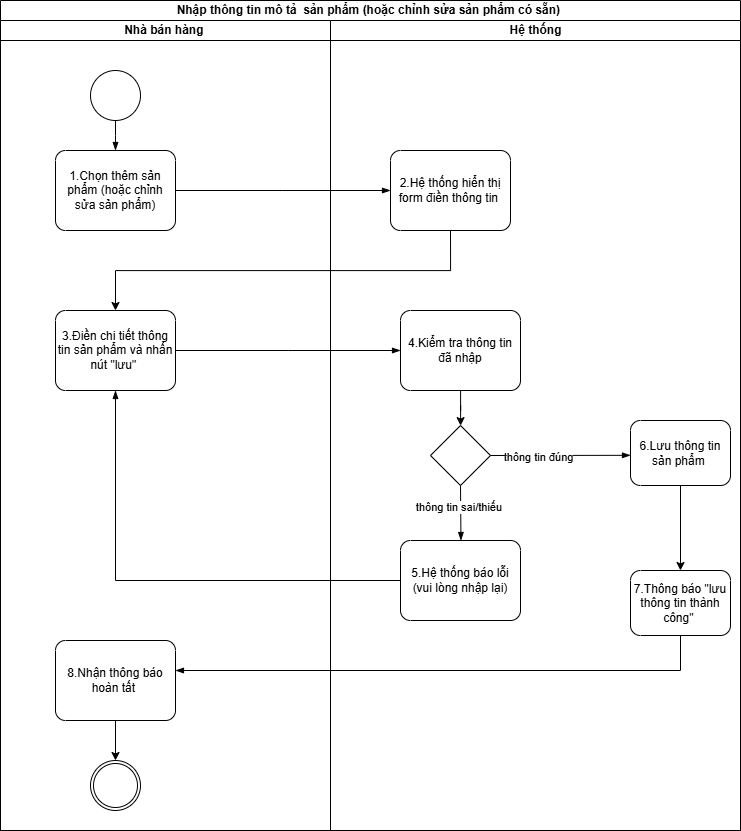 Nhập thông tin mô tả sản phẩm (hoặc chỉnh sửa sản phẩm có sẵn)
Nhà bán hàng
Hệ thống
1.Chọn thêm sản
phẩm (hoặc chỉnh
sửa sản phẩm)
2.Hệ thống hiển thị
form điền thông tin
3.Điền chi tiết thông
tin sản phẩm và nhấn
nút "lưu"
4.Kiểm tra thông tin
đã nhập
thông tin đúng
6.Lưu thông tin
sản phẩm
thông tin sai/thiếu
5.Hệ thống báo lỗi
(vui lòng nhập lại)
7.Thông báo "lưu
thông tin thành
công"
8.Nhận thông báo
hoàn tất